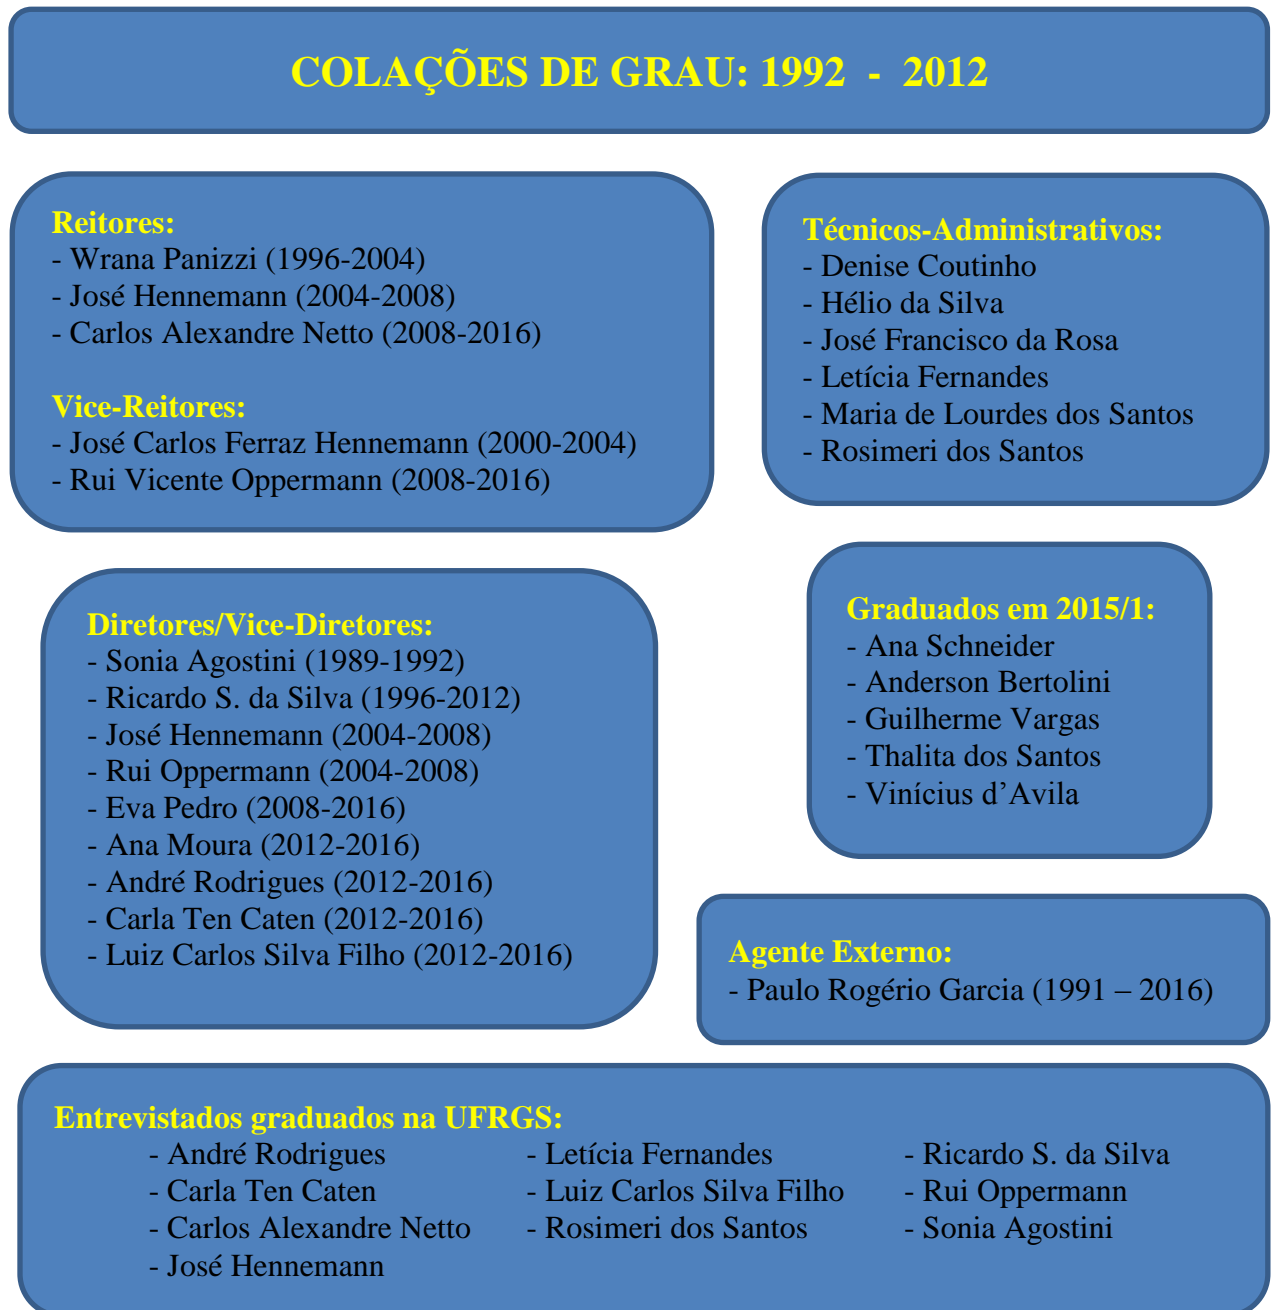 COLAÇÕES DE GRAU: 1992 - 2012
Reitores:
- Wrana Panizzi (1996-2004)
- José Hennemann (2004-2008)
- Carlos Alexandre Netto (2008-2016)
Vice-Reitores:
- José Carlos Ferraz Hennemann (2000-2004)
- Rui Vicente Oppermann (2008-2016)
Técnicos-Administrativos:
- Denise Coutinho
- Hélio da Silva
- José Francisco da Rosa
- Letícia Fernandes
- Maria de Lourdes dos Santos
- Rosimeri dos Santos
Diretores/Vice-Diretores:
- Sonia Agostini (1989-1992)
- Ricardo S. da Silva (1996-2012)
- José Hennemann (2004-2008)
- Rui Oppermann (2004-2008)
- Eva Pedro (2008-2016)
- Ana Moura (2012-2016)
- André Rodrigues (2012-2016)
- Carla Ten Caten (2012-2016)
- Luiz Carlos Silva Filho (2012-2016)
Graduados em 2015/1:
- Ana Schneider
- Anderson Bertolini
- Guilherme Vargas
- Thalita dos Santos
- Vinícius d’Avila
Agente Externo:
- Paulo Rogério Garcia (1991 – 2016)
Entrevistados graduados na UFRGS:
- André Rodrigues
- Carla Ten Caten
- Carlos Alexandre Netto
- José Hennemann
- Letícia Fernandes
- Luiz Carlos Silva Filho
- Rosimeri dos Santos
- Ricardo S. da Silva
- Rui Oppermann
- Sonia Agostini